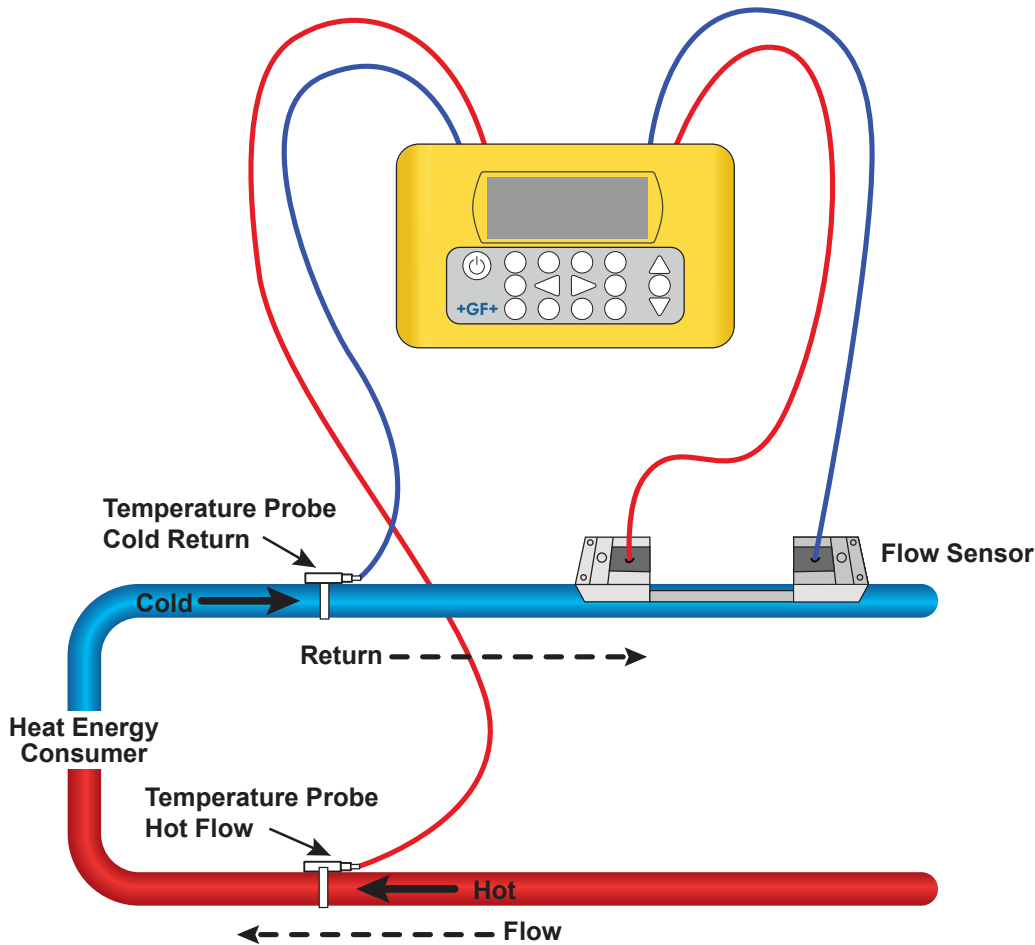 +GF+
Temperature Probe
Cold Return
Flow Sensor
Cold
Return
Heat Energy
Consumer
Temperature Probe
Hot Flow
Hot
Flow